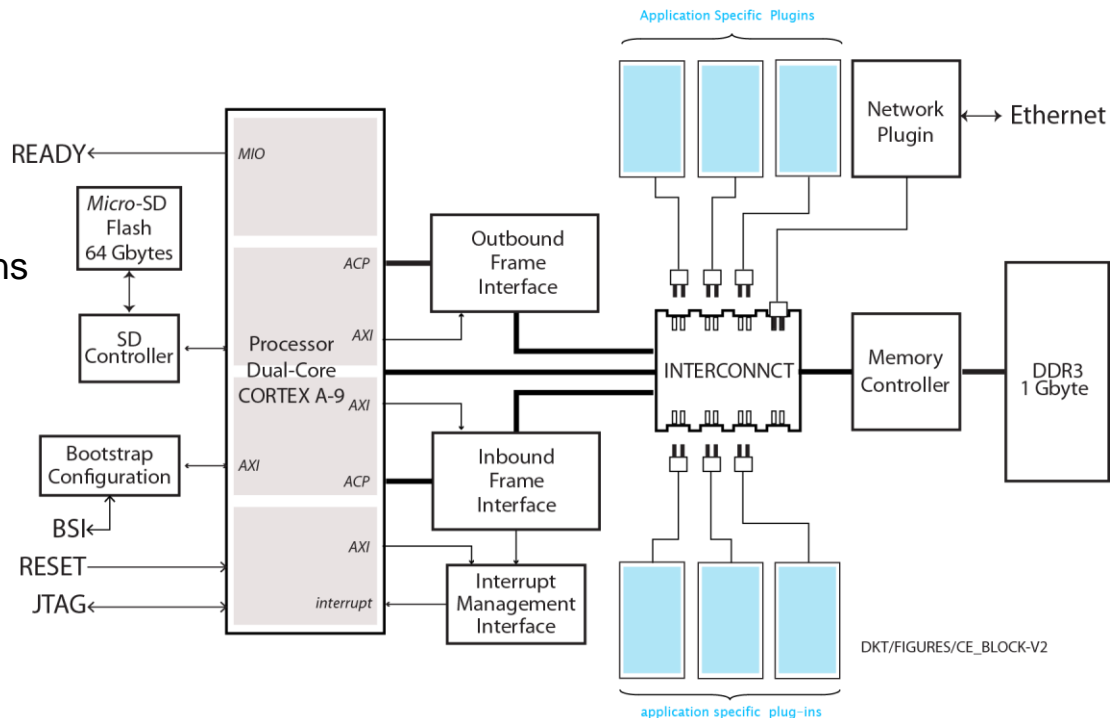 Application Specific Plugins
Network
Plugin
Ethernet
READY
MIO
Micro-SD
Flash
64 Gbytes
ns
ACP
Outbound
Frame
Interface
AXI
SD
Controller
Processor
Dual-Core
CORTEX A-9
INTERCONNCT
Memory
Controller
DDR3
1 Gbyte
AXI
Bootstrap
Configuration
AXI
ACP
Inbound
Frame
Interface
BSI
RESET
JTAG
AXI
interrupt
Interrupt
Management
Interface
DKT/FIGURES/CE_BLOCK-V2
application specific plug-ins